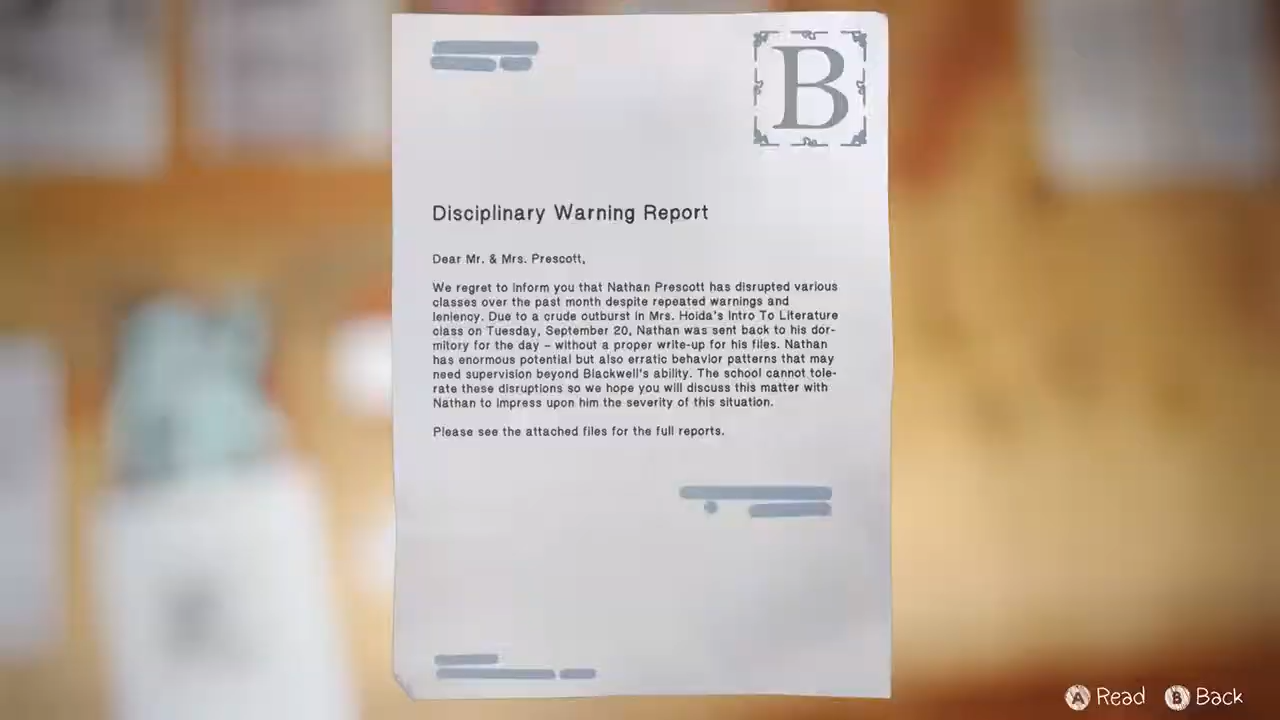 B
Disciplinary Warning Report
Dear Mr. & Mrs. Prescott,
We regret to inform you that Nathan Prescott has disrupted various
classes over the past month despite repeated warnings and
leniency. Due to a crude outburst in Mrs. Hoida's Intro To Literature
class on Tuesday, September 20, Nathan was sent back to his dor-
mitory for the day – without a proper write-up for his files. Nathan
has enormous potential but also erratic behavior patterns that may
need supervision beyond Blackwell's ability. The school cannot tole-
rate these disruptions so we hope you will discuss this matter with
Nathan to impress upon him the severity of this situation.
Please see the attached files for the full reports.
A Read B Back